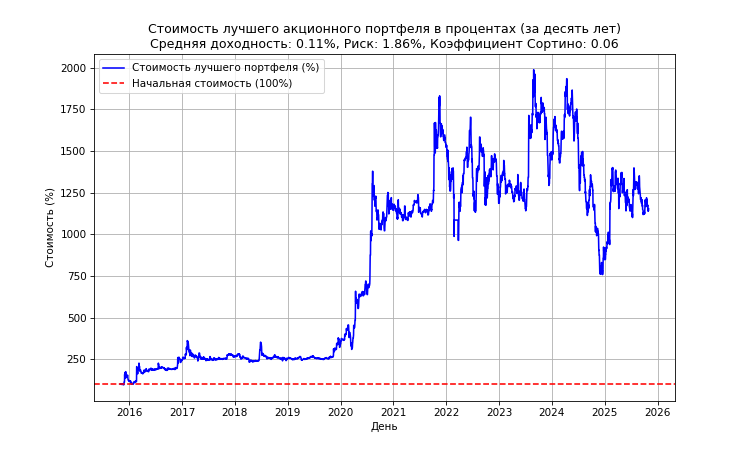 Стоимость лучшего акционного портфеля в процентах (за десять лет)
Средняя доходность: 0.11%, Риск: 1.86%, Коэффициент Сортино: 0.06
Стоимость лучшего портфеля (%)
Начальная стоимость (100%)
Стоимость (%)
2000
1750
1500
1250
1000
750
500
250
2016 2017 2018 2019 2020 2021 2022 2023 2024 2025 2026
День